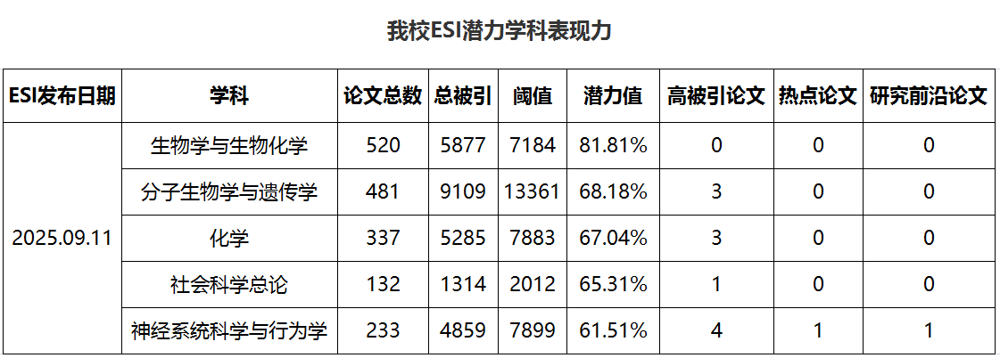 我校ESI潜力学科表现力
ESI发布日期 学科 论文总数 总被引 阈值 潜力值 高被引论文 热点论文 研究前沿论文
2025.09.11
生物学与生物化学 520 5877 7184 81.81% 0 0 0
分子生物学与遗传学 481 9109 13361 68.18% 3 0 0
化学 337 5285 7883 67.04% 3 0 0
社会科学总论 132 1314 2012 65.31% 1 0 0
神经系统科学与行为学 233 4859 7899 61.51% 4 1 1